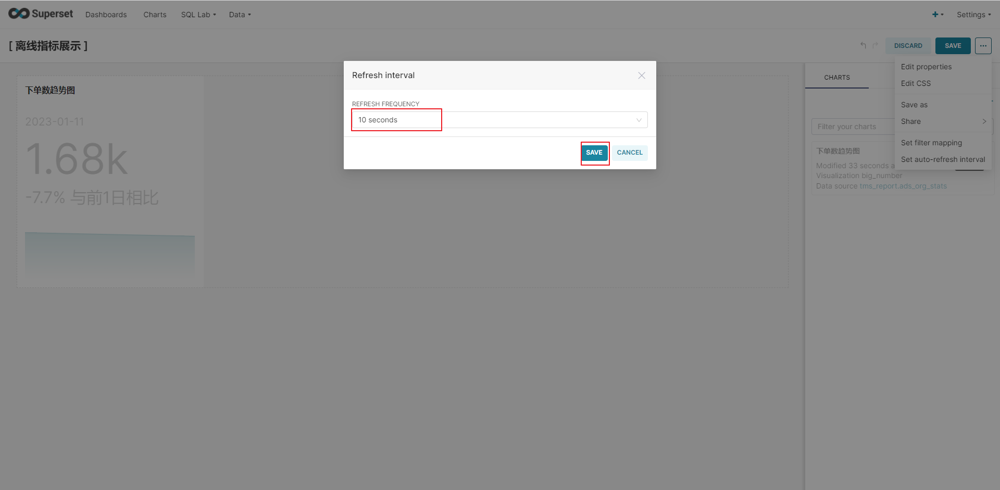 Superset Dashboards Charts SQL Lab Data Settings
[ 离线指标展示 ] DISCARD SAVE ...
Refresh interval
REFRESH FREQUENCY
10 seconds
SAVE CANCEL
下单数趋势图
2023-01-11
1.68k
-7.7% 与前1日相比
CHARTS
Filter your charts
下单数趋势图
Modified 33 seconds a
Visualization big_number
Data source tms_report.ads_org_stats
Edit properties
Edit CSS
Save as
Share
Set filter mapping
Set auto-refresh interval